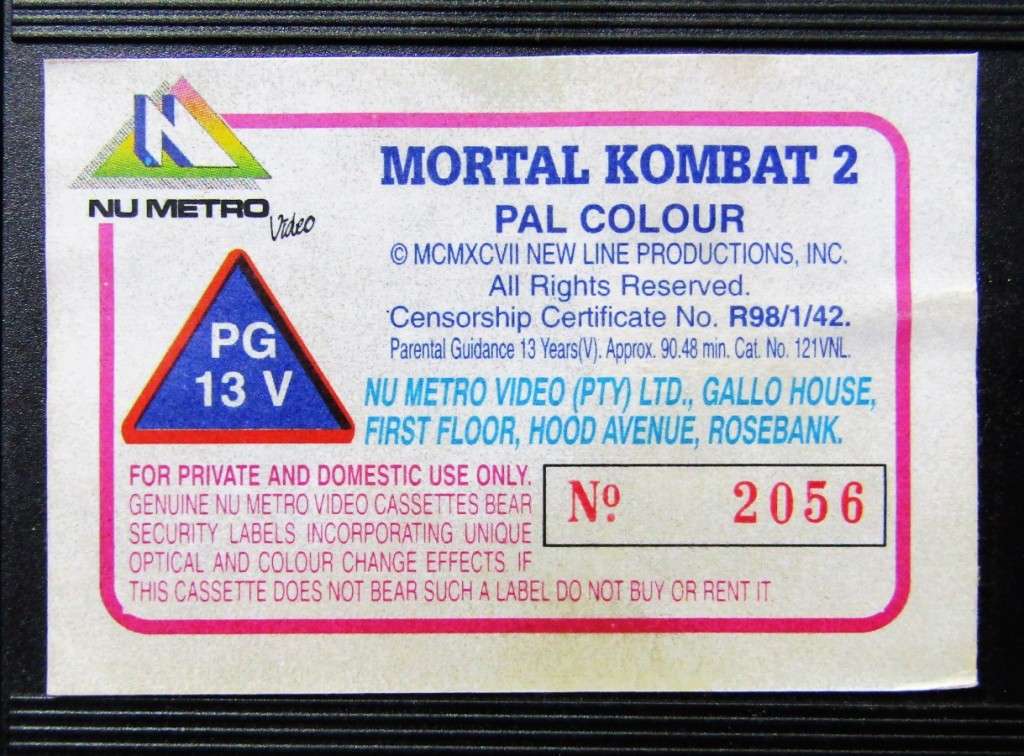 N
NU METRO
Video
MORTAL KOMBAT 2
PAL COLOUR
© MCMXCVII NEW LINE PRODUCTIONS, INC.
All Rights Reserved.
Censorship Certificate No. R98/1/42.
Parental Guidance 13 Years(V). Approx. 90.48 min. Cat. No. 121VNL.
PG
13 V
NU METRO VIDEO (PTY) LTD., GALLO HOUSE,
FIRST FLOOR, HOOD AVENUE, ROSEBANK.
FOR PRIVATE AND DOMESTIC USE ONLY.
GENUINE NU METRO VIDEO CASSETTES BEAR
SECURITY LABELS INCORPORATING UNIQUE
OPTICAL AND COLOUR CHANGE EFFECTS. IF
THIS CASSETTE DOES NOT BEAR SUCH A LABEL DO NOT BUY OR RENT IT.
Nº. 2056